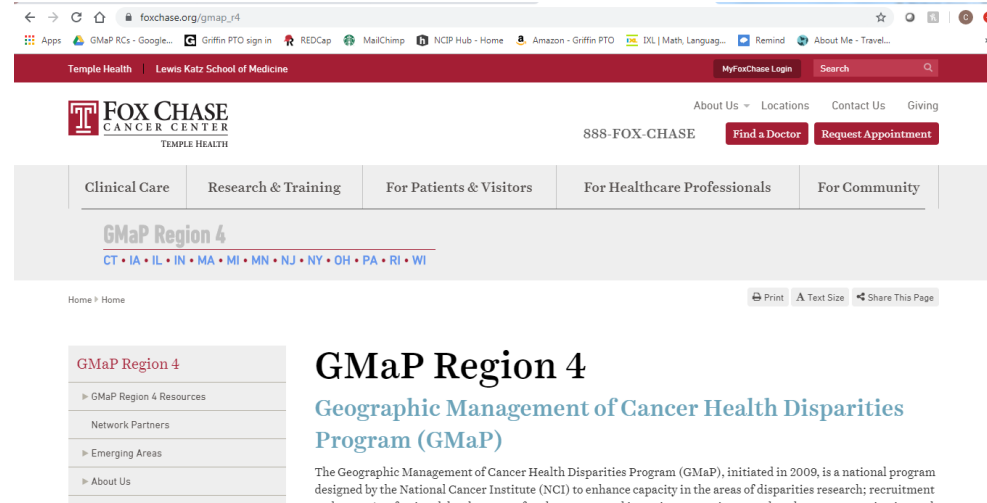 foxchase.org/gmap_r4
Apps GMaP RCs - Google... Griffin PTO sign in REDCap MailChimp NCIP Hub - Home Amazon - Griffin PTO IXL | Math, Languag... Remind About Me - Travel...
Temple Health Lewis Katz School of Medicine MyFoxChase Login Search
FOX CHASE
CANCER CENTER
TEMPLE HEALTH
About Us Locations Contact Us Giving
888-FOX-CHASE Find a Doctor Request Appointment
Clinical Care Research & Training For Patients & Visitors For Healthcare Professionals For Community
GMaP Region 4
CT • IA • IL • IN • MA • MI • MN • NJ • NY • OH • PA • RI • WI
Home Home Print A Text Size Share This Page
GMaP Region 4
GMaP Region 4 Resources
Network Partners
Emerging Areas
About Us
GMaP Region 4
Geographic Management of Cancer Health Disparities
Program (GMaP)
The Geographic Management of Cancer Health Disparities Program (GMaP), initiated in 2009, is a national program
designed by the National Cancer Institute (NCI) to enhance capacity in the areas of disparities research; recruitment